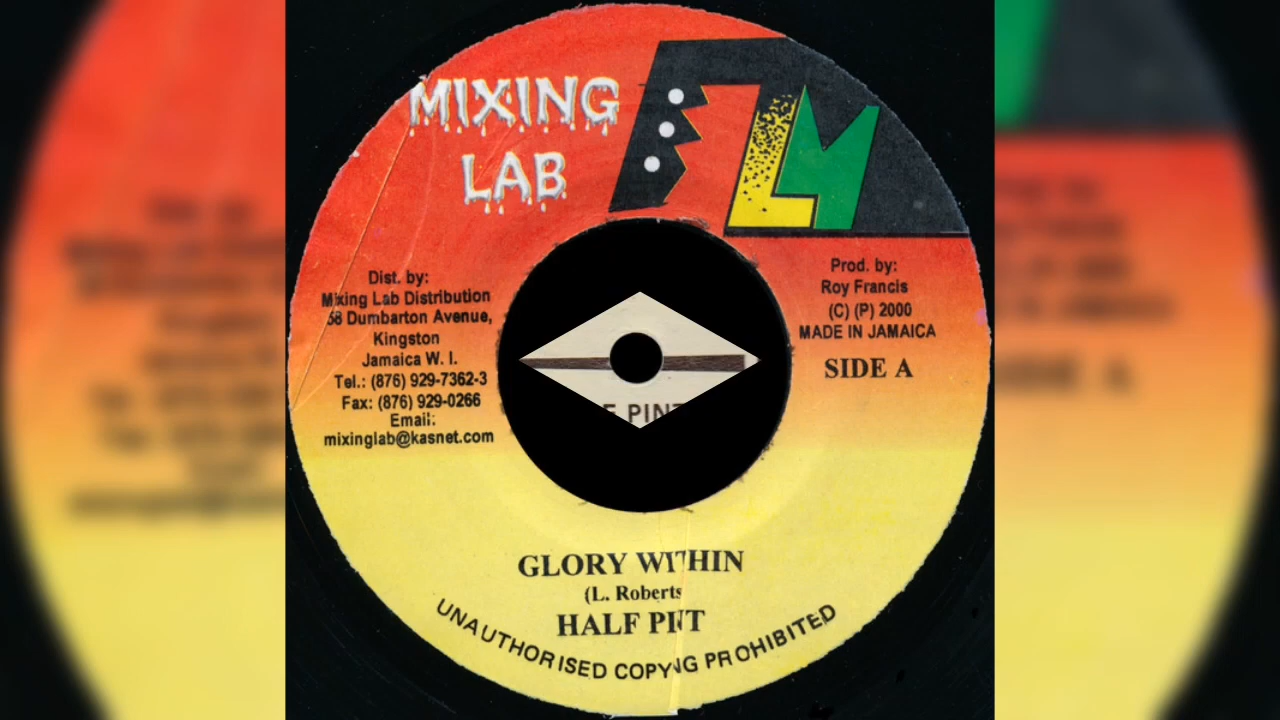 MIXING
LAB
Dist. by:
Mixing Lab Distribution
58 Dumbarton Avenue,
Kingston
Jamaica W. I.
Tel.: (876) 929-7362-3
Fax: (876) 929-0266
Email:
mixinglab@kasnet.com
Prod. by:
Roy Francis
(C) (P) 2000
MADE IN JAMAICA
SIDE A
E PINT
GLORY WITHIN
(L. Roberts
HALF PINT
UNAUTHORISED COPYING PROHIBITED